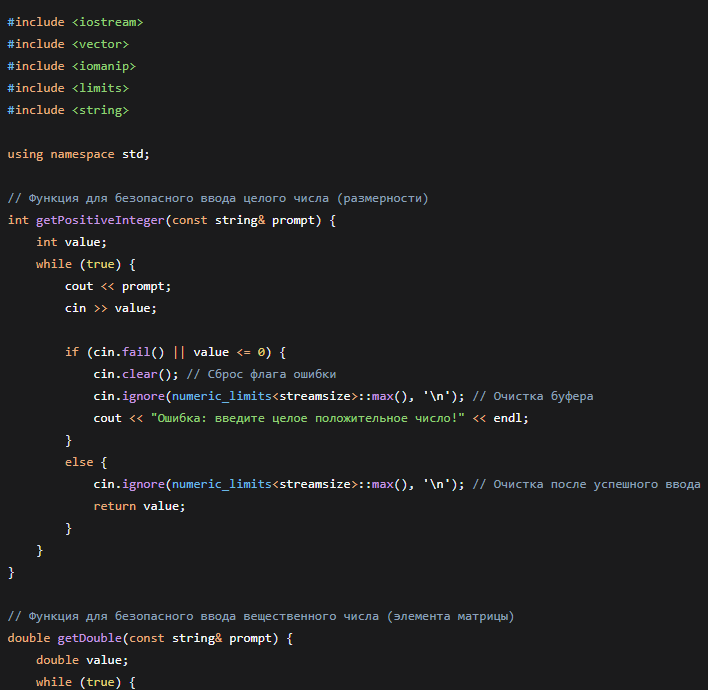 #include <iostream>
#include <vector>
#include <iomanip>
#include <limits>
#include <string>
using namespace std;
// Функция для безопасного ввода целого числа (размерности)
int getPositiveInteger(const string& prompt) {
    int value;
    while (true) {
        cout << prompt;
        cin >> value;
        if (cin.fail() || value <= 0) {
            cin.clear(); // Сброс флага ошибки
            cin.ignore(numeric_limits<streamsize>::max(), '\n'); // Очистка буфера
            cout << "Ошибка: введите целое положительное число!" << endl;
        }
        else {
            cin.ignore(numeric_limits<streamsize>::max(), '\n'); // Очистка после успешного ввода
            return value;
        }
    }
}
// Функция для безопасного ввода вещественного числа (элемента матрицы)
double getDouble(const string& prompt) {
    double value;
    while (true) {